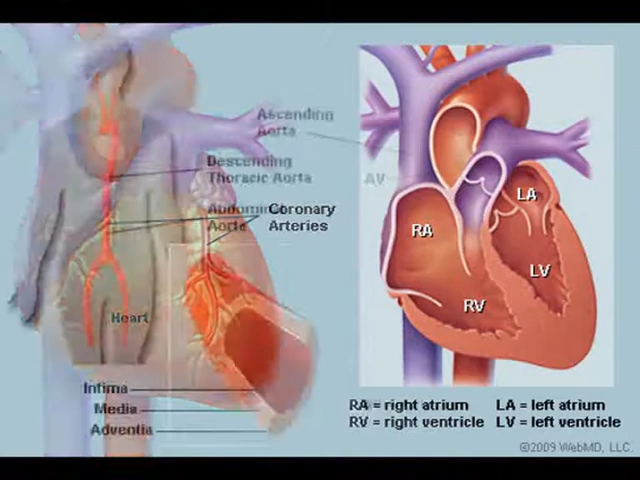 Ascending
Aorta
Descending
Thoracic Aorta
AV
Abdominal
Aorta
Coronary
Arteries
Heart
Intima
Media
Adventia
RA
LA
RV
LV
RA = right atrium LA = left atrium
RV = right ventricle LV = left ventricle
©2009 WebMD, LLC.